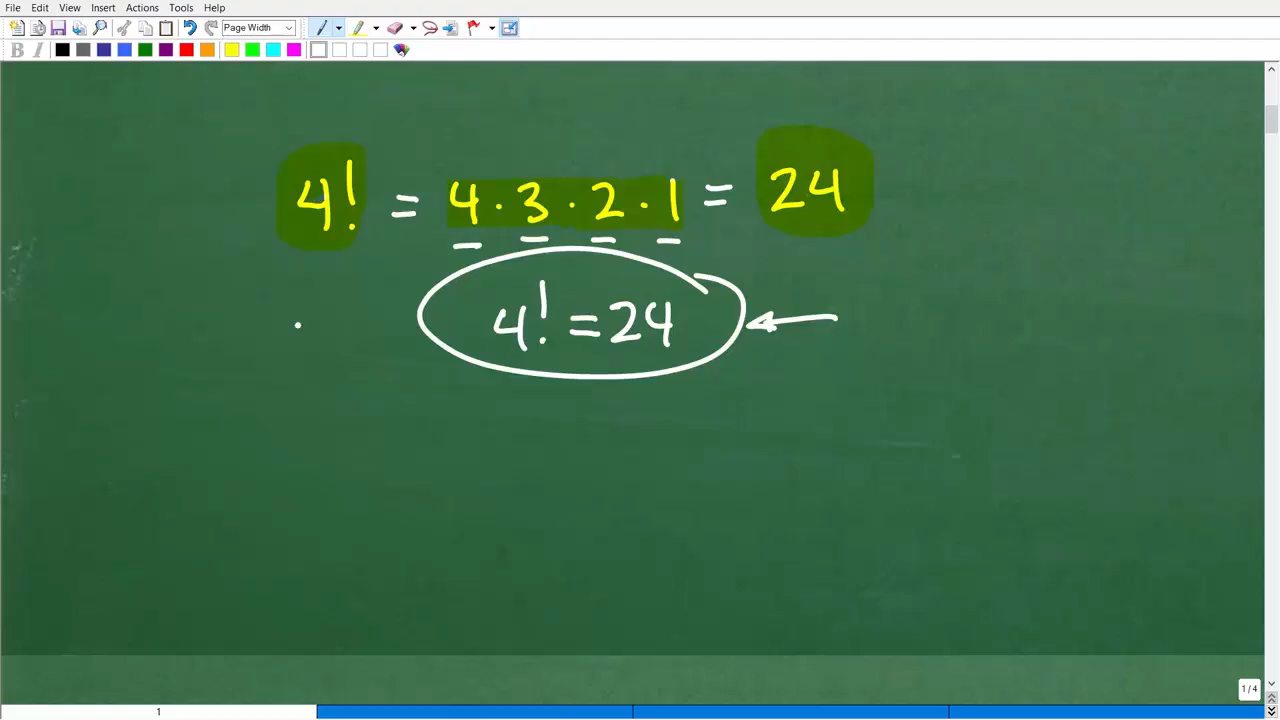 File Edit View Insert Actions Tools Help
Page Width
B I
4! = 4 · 3 · 2 · 1 = 24
4! = 24
1 / 4
1